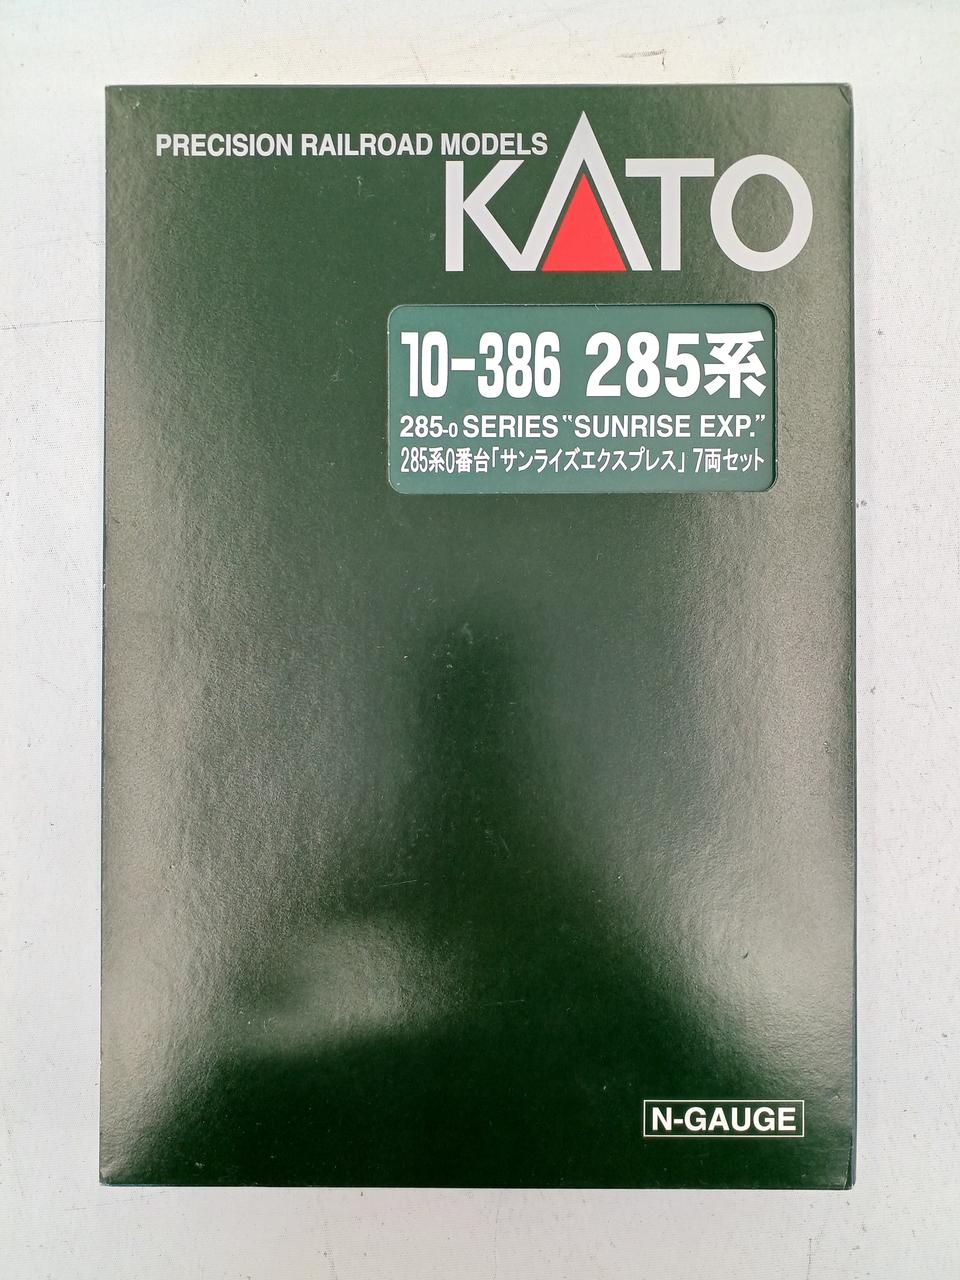 PRECISION RAILROAD MODELS
KATO
10-386 285系
285-0 SERIES "SUNRISE EXP."
285系0番台｢サンライズエクスプレス｣ 7両セット
N-GAUGE